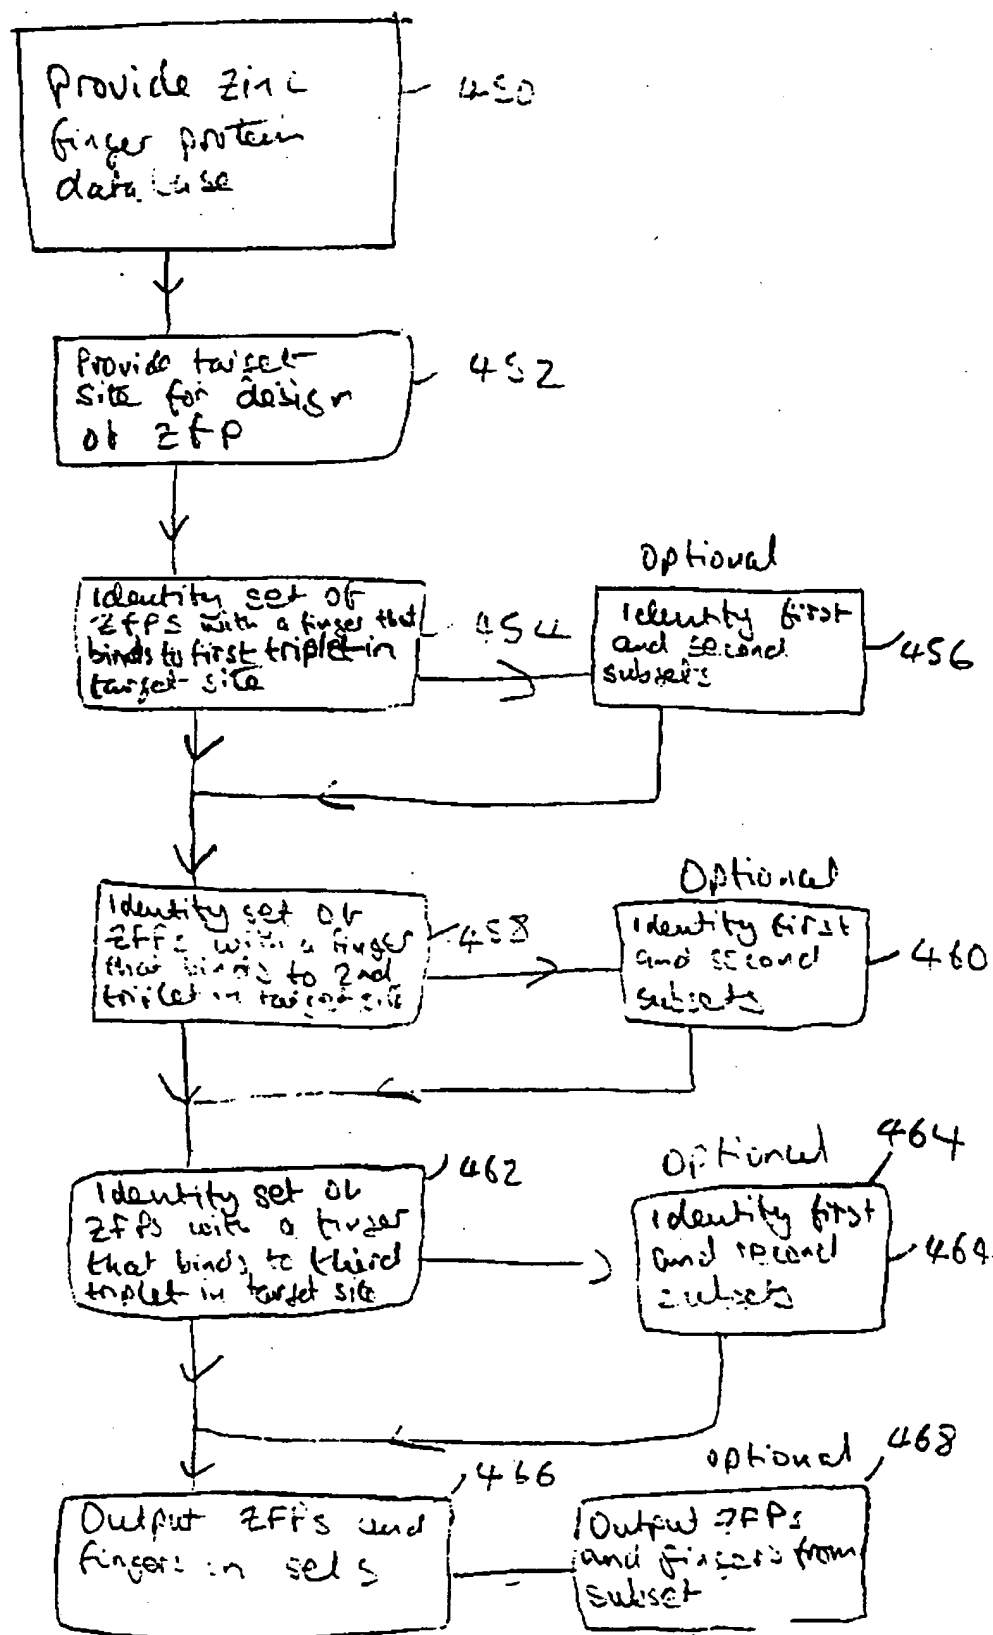 Provide zinc
finger protein
database
450
Provide target
site for design
of ZFP
452
Identify set of
ZFPs with a finger that
binds to first triplet in
target site
454
Optional
Identify first
and second
subsets
456
Identify set of
ZFPs with a finger
that binds to 2nd
triplet in target site
458
Optional
Identify first
and second
subsets
460
Identify set of
ZFPs with a finger
that binds to third
triplet in target site
462
Optional
464
Identify first
and second
subsets
464
Output ZFPs and
fingers in sets
466
optional
468
Output ZFPs
and fingers from
subset